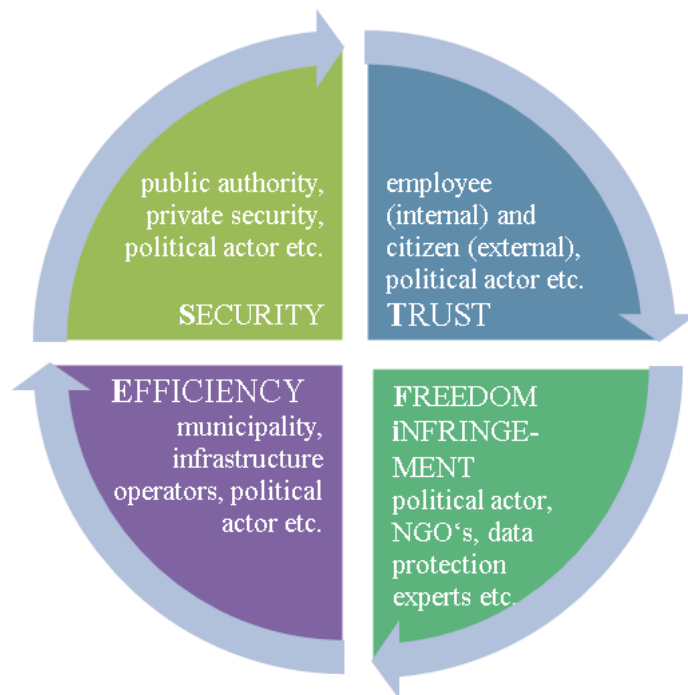 public authority,
private security,
political actor etc.
SECURITY
employee
(internal) and
citizen (external),
political actor etc.
TRUST
EFFICIENCY
municipality,
infrastructure
operators, political
actor etc.
FREEDOM
iNFRINGE-
MENT
political actor,
NGO‘s, data
protection
experts etc.